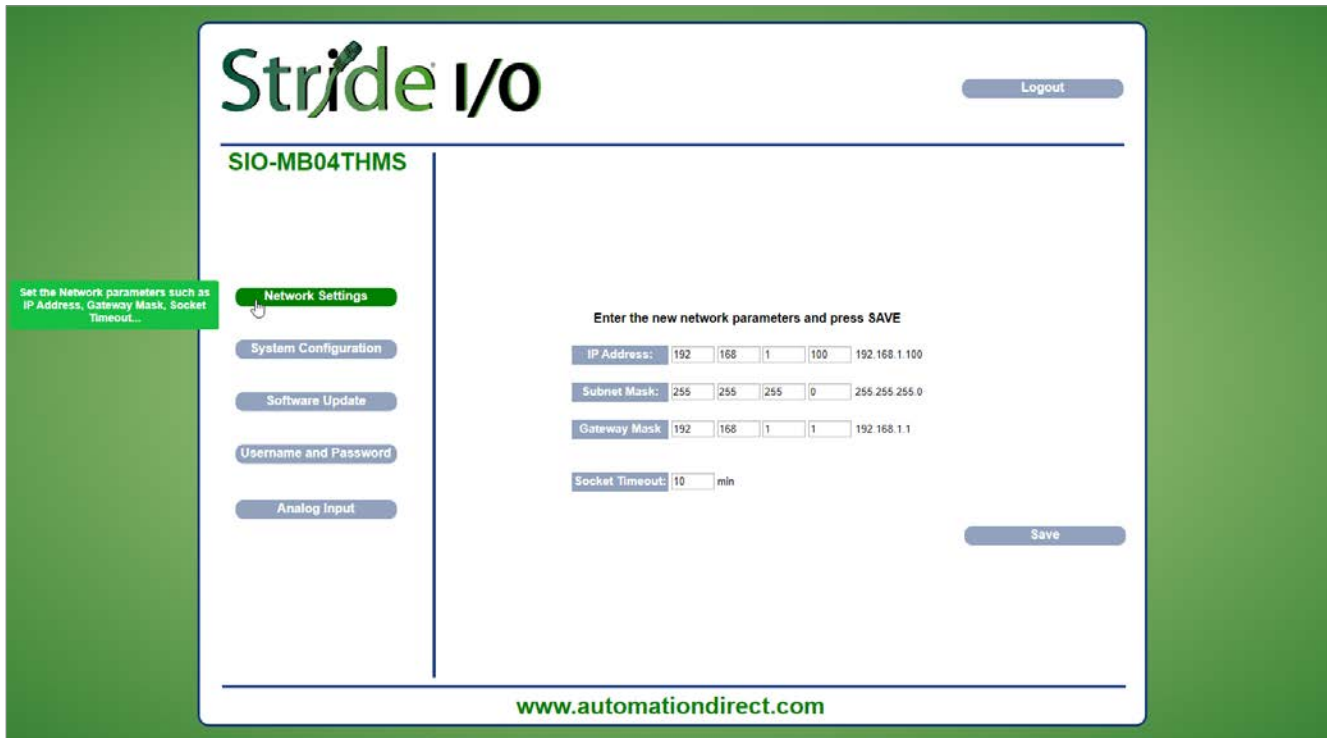 Stride I/O
Logout
SIO-MB04THMS
Set the Network parameters such as
IP Address, Gateway Mask, Socket
Timeout...
Network Settings
System Configuration
Software Update
Username and Password
Analog Input
Enter the new network parameters and press SAVE
IP Address: 192 168 1 100 192.168.1.100
Subnet Mask: 255 255 255 0 255.255.255.0
Gateway Mask 192 168 1 1 192.168.1.1
Socket Timeout: 10 min
Save
www.automationdirect.com